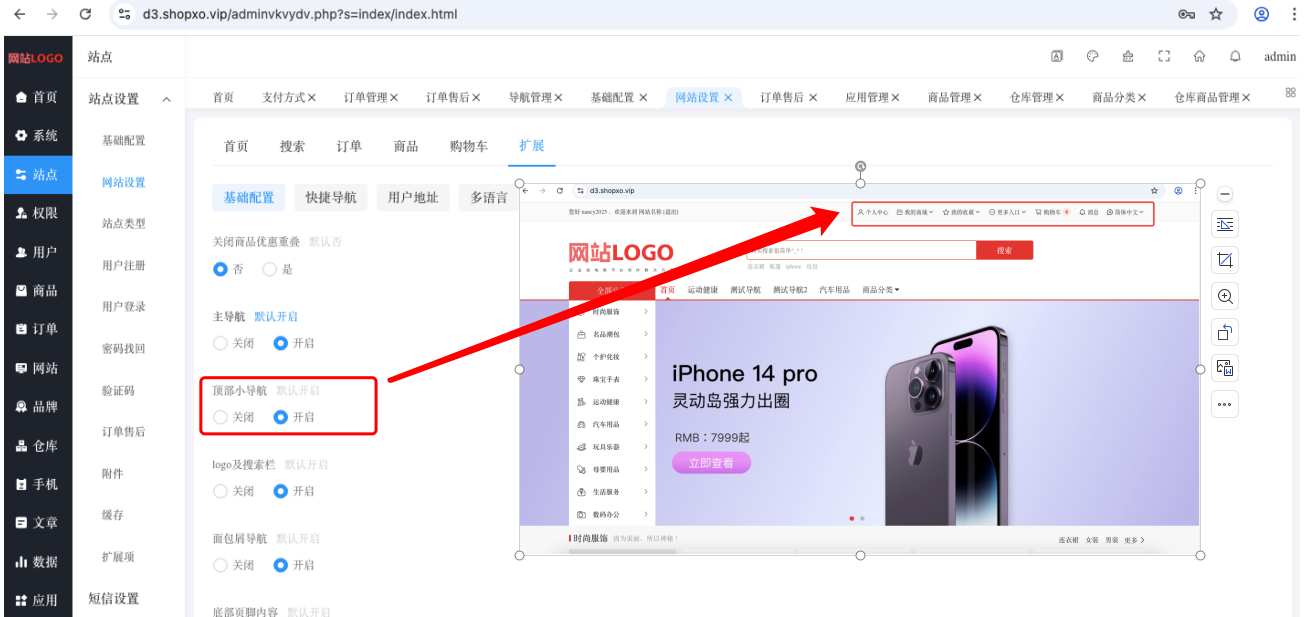 d3.shopxo.vip/adminvkvydv.php?s=index/index.html
网站LOGO
站点
admin
首页
系统
站点
权限
用户
商品
订单
网站
品牌
仓库
手机
文章
数据
应用
站点设置
基础配置
网站设置
站点类型
用户注册
用户登录
密码找回
验证码
订单售后
附件
缓存
扩展项
短信设置
首页 支付方式 订单管理 订单售后 导航管理 基础配置 网站设置 订单售后 应用管理 商品管理 仓库管理 商品分类 仓库商品管理
首页 搜索 订单 商品 购物车 扩展
基础配置 快捷导航 用户地址 多语言
关闭商品优惠重叠 默认否
否 是
主导航 默认开启
关闭 开启
顶部小导航 默认开启
关闭 开启
logo及搜索栏 默认开启
关闭 开启
面包屑导航 默认开启
关闭 开启
底部页脚内容 默认开启
d3.shopxo.vip
您好 nancy2025，欢迎来到 网站名称 [退出]
个人中心 我的商城 我的收藏 更多入口 购物车 0 消息 简体中文
网站LOGO
搜索
连衣裙 帐篷 iphone 包包
首页 运动健康 测试导航 测试导航2 汽车用品 商品分类
时尚服饰
名品潮包
个护化妆
珠宝手表
运动健康
汽车用品
玩具乐器
母婴用品
生活服务
数码办公
iPhone 14 pro
灵动岛强力出圈
RMB：7999起
立即查看
时尚服饰 因为美丽、所以神秘！
连衣裙 女装 男装 更多